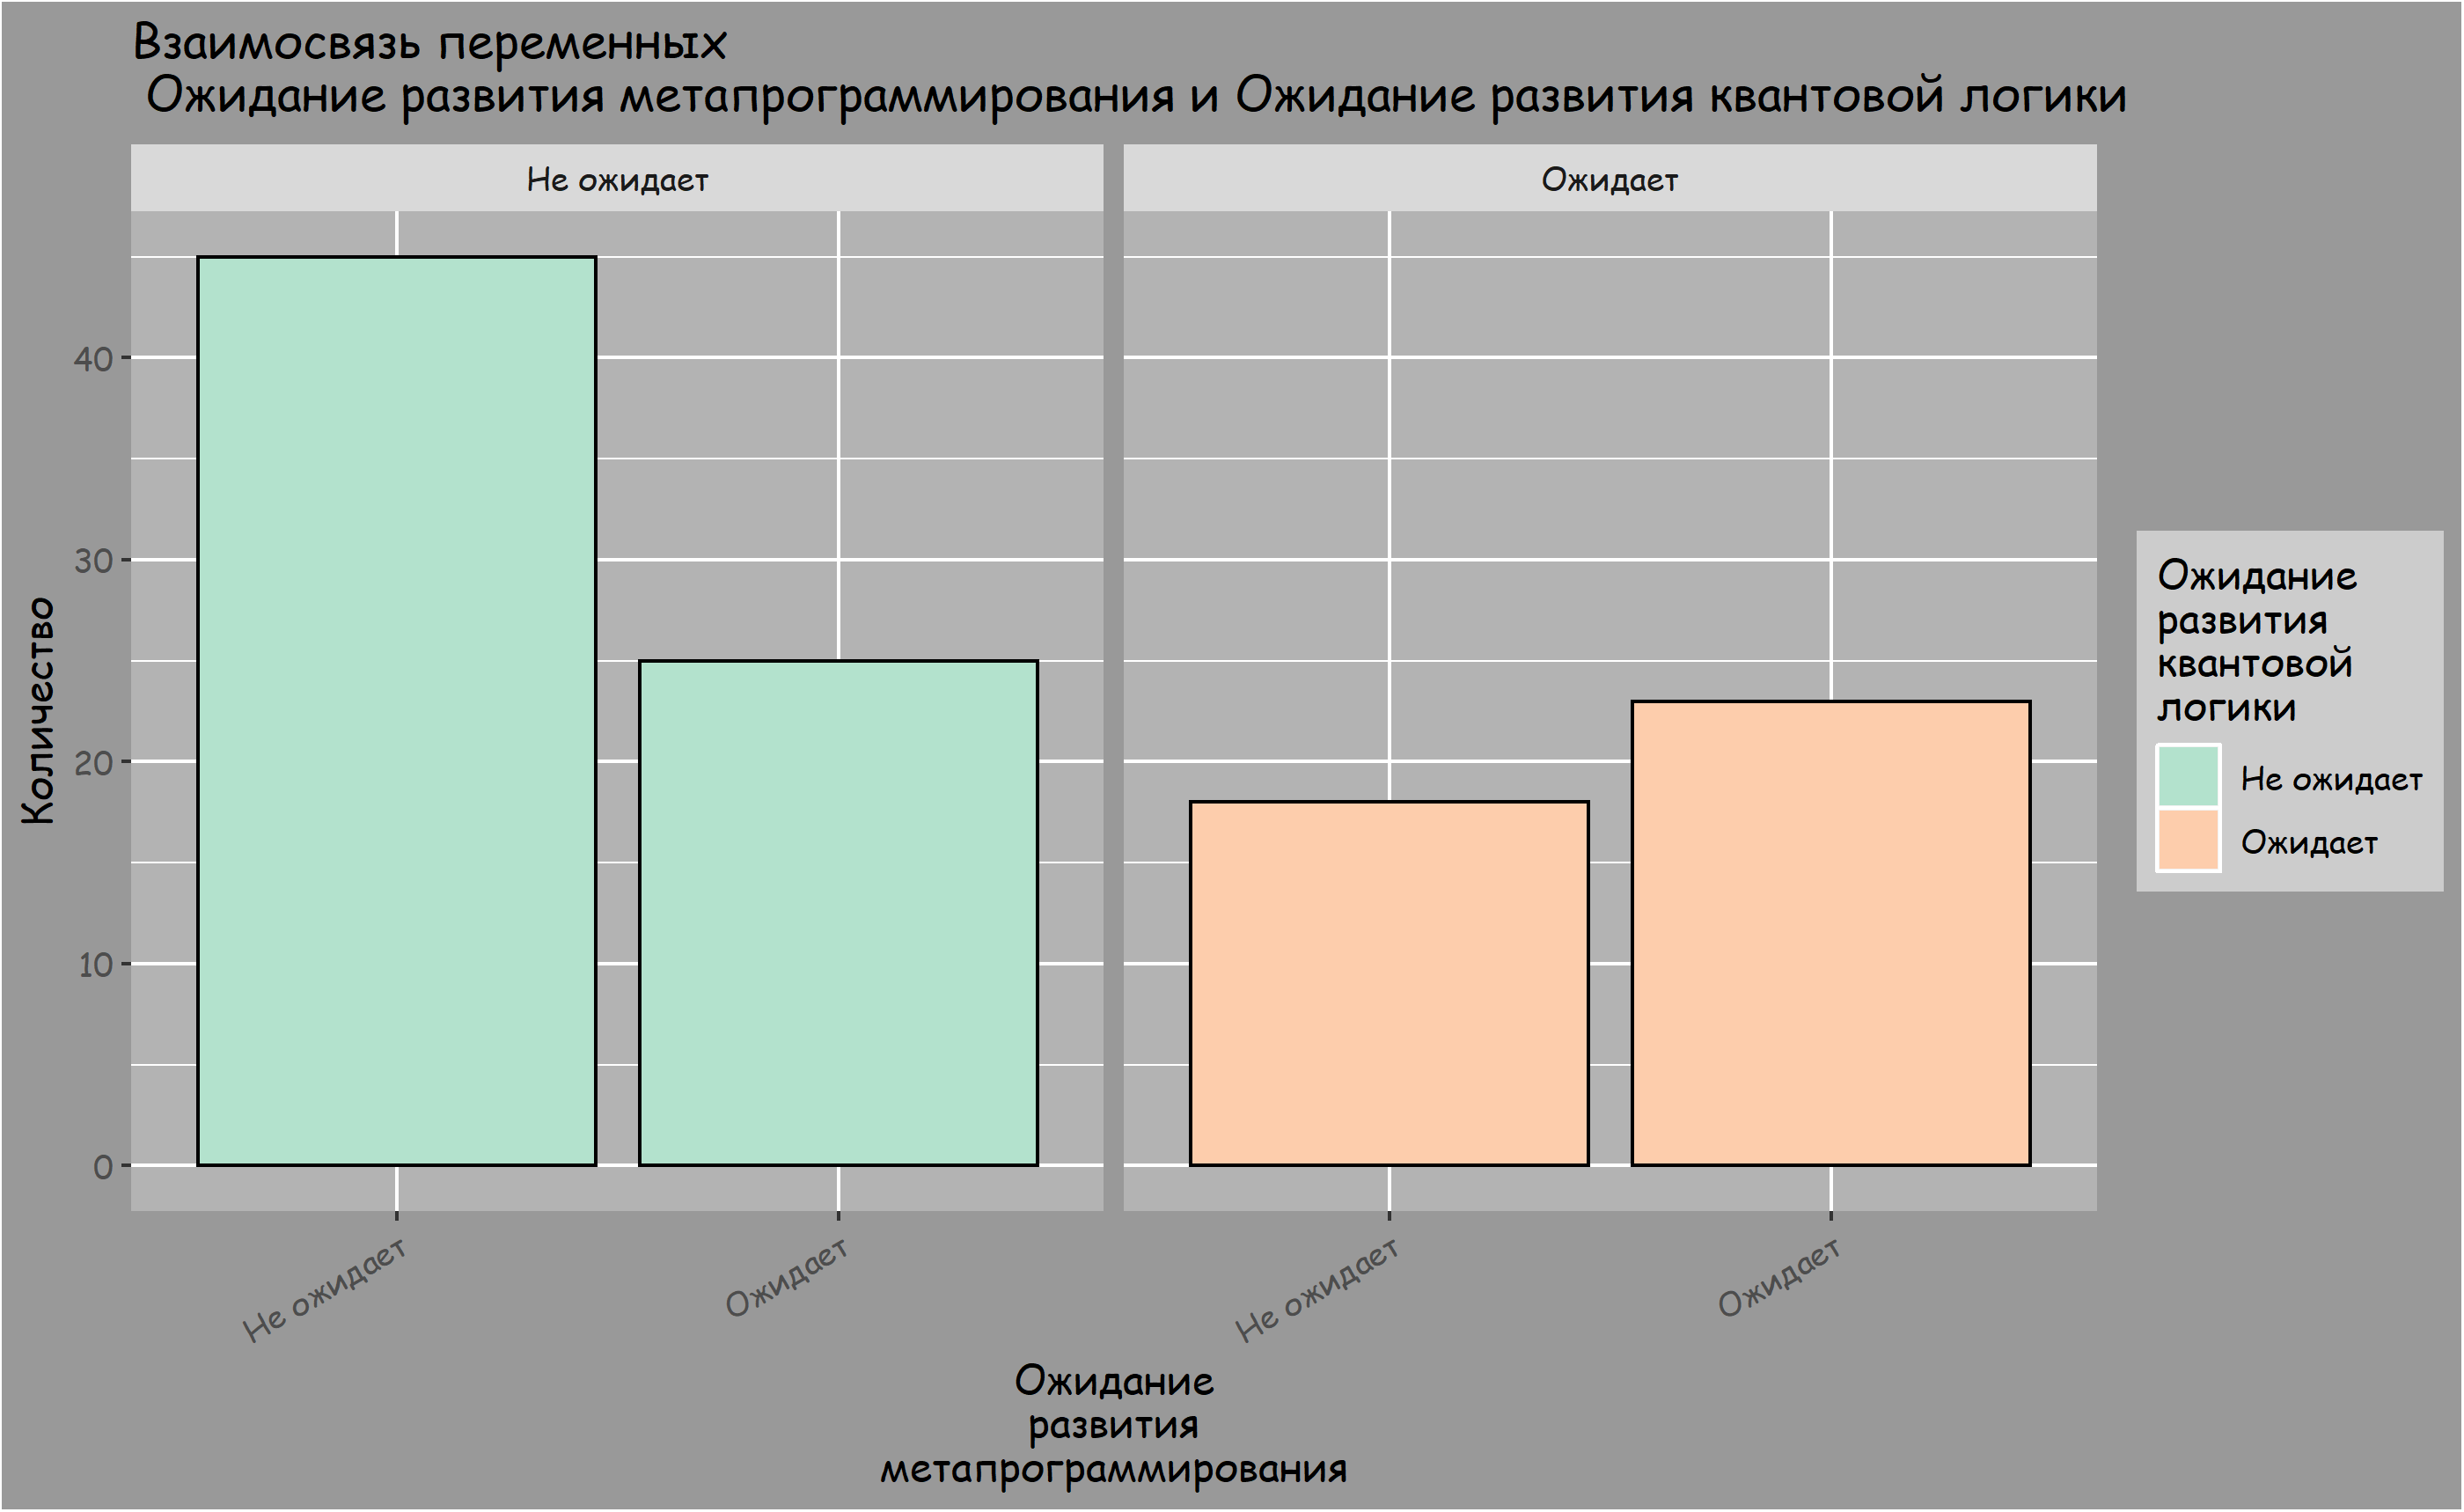 Взаимосвязь переменных
Ожидание развития метапрограммирования и Ожидание развития квантовой логики
Не ожидает
Ожидает
Количество
40
30
20
10
0
Не ожидает
Ожидает
Не ожидает
Ожидает
Ожидание
развития
метапрограммирования
Ожидание
развития
квантовой
логики
Не ожидает
Ожидает